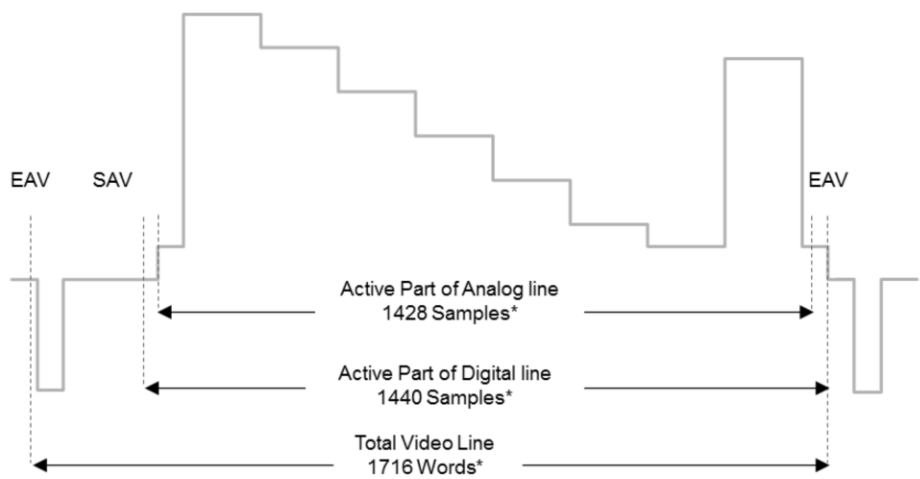 EAV
SAV
EAV
Active Part of Analog line
1428 Samples*
Active Part of Digital line
1440 Samples*
Total Video Line
1716 Words*